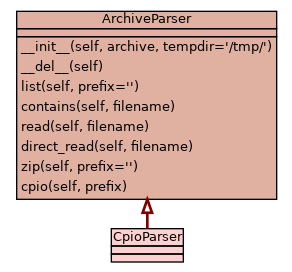 ArchiveParser
__init__(self, archive, tempdir='/tmp/')
__del__(self)
list(self, prefix='')
contains(self, filename)
read(self, filename)
direct_read(self, filename)
zip(self, prefix='')
cpio(self, prefix)
CpioParser